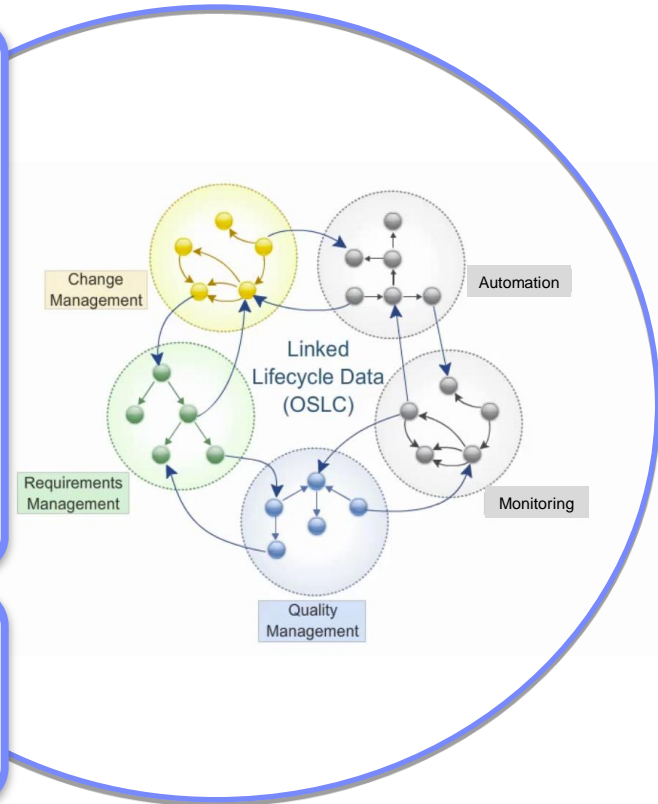 Change
Management
Automation
Linked
Lifecycle Data
(OSLC)
Requirements
Management
Monitoring
Quality
Management